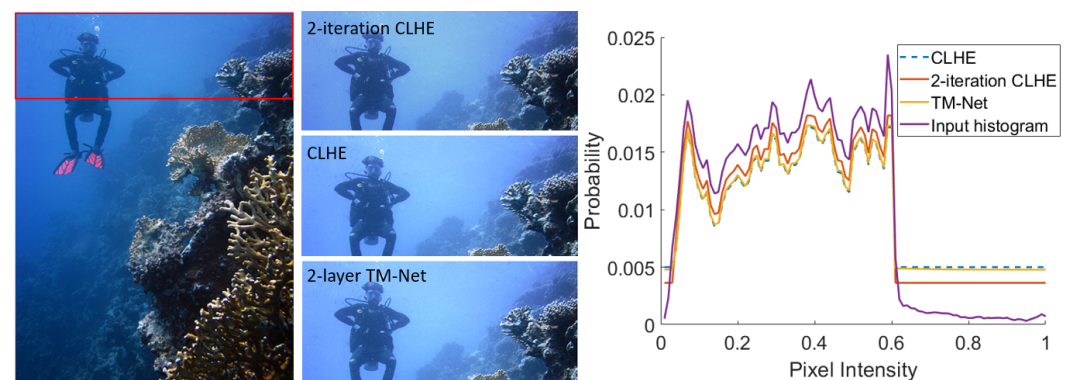 2-iteration CLHE
CLHE
2-layer TM-Net
0.025
0.02
0.015
0.01
0.005
0
Probability
CLHE
2-iteration CLHE
TM-Net
Input histogram
0
0.2
0.4
0.6
0.8
1
Pixel Intensity